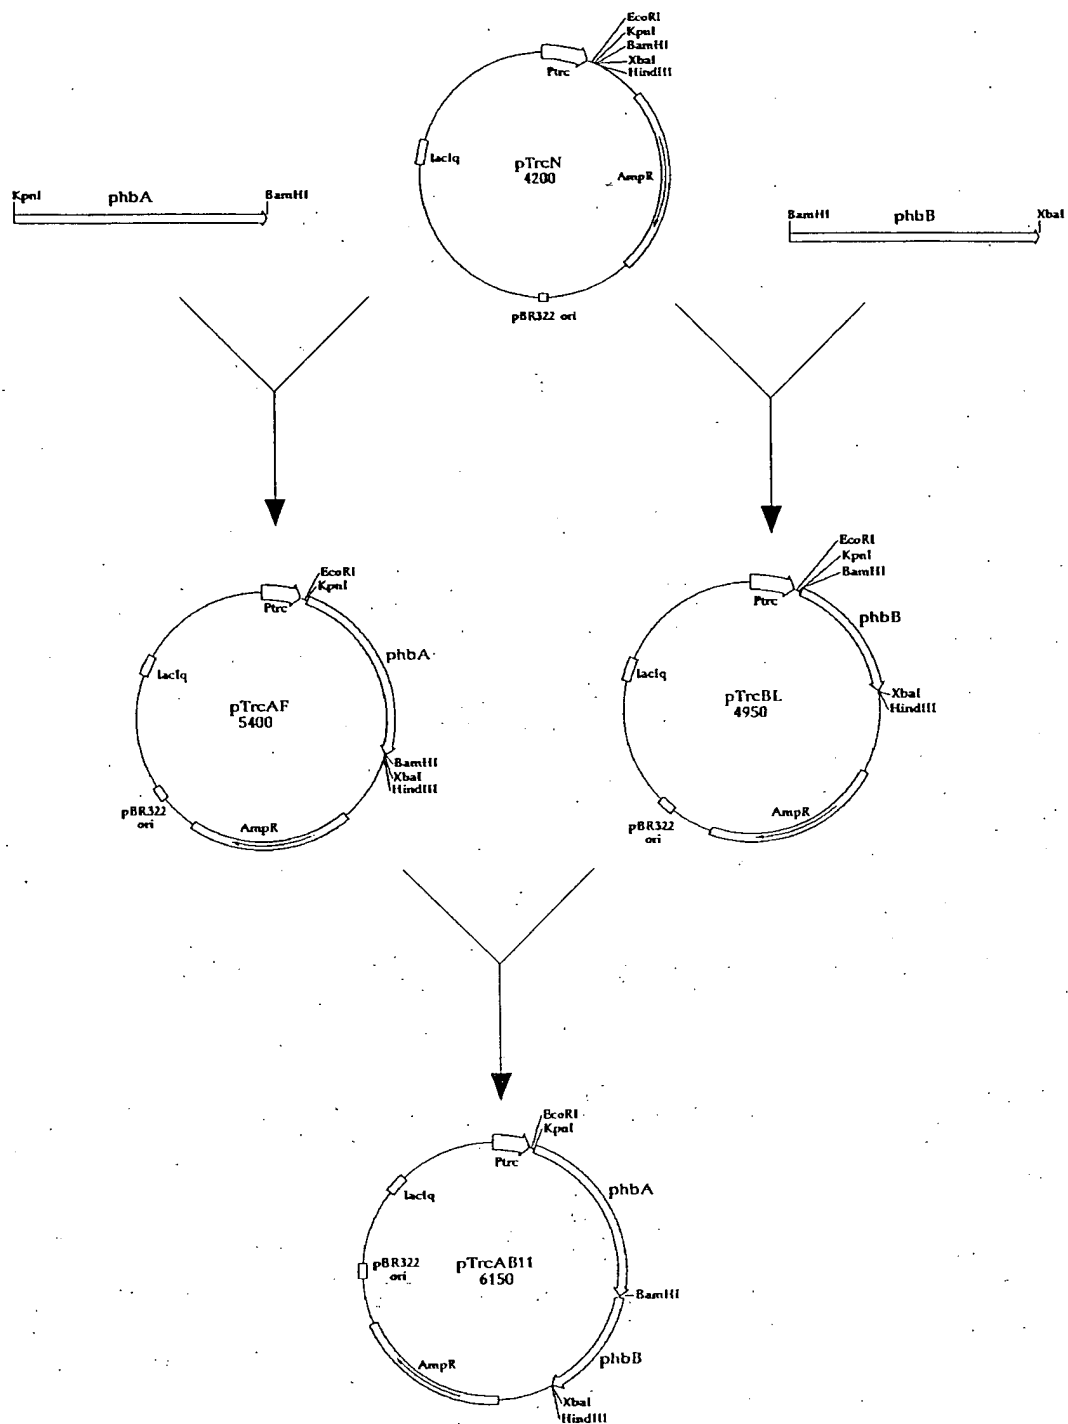 EcoRI
KpnI
BamHI
XbaI
HindIII
Ptrc
lacIq
pTrcN
4200
AmpR
pBR322 ori
KpnI
phbA
BamHI
BamHI
phbB
XbaI
EcoRI
KpnI
Ptrc
phbA
lacIq
pTrcAF
5400
BamHI
XbaI
HindIII
pBR322
ori
AmpR
EcoRI
KpnI
BamHI
Ptrc
phbB
lacIq
pTrcBL
4950
XbaI
HindIII
pBR322
ori
AmpR
EcoRI
KpnI
Ptrc
phbA
lacIq
pBR322
ori
pTrcAB11
6150
BamHI
phbB
AmpR
XbaI
HindIII